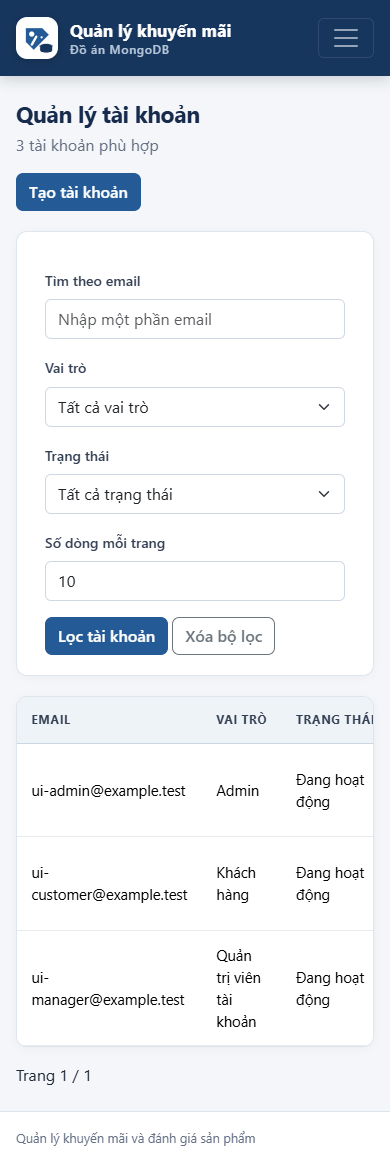 Quản lý khuyến mãi
Đồ án MongoDB
Quản lý tài khoản
3 tài khoản phù hợp
Tạo tài khoản
Tìm theo email
Nhập một phần email
Vai trò
Tất cả vai trò
Trạng thái
Tất cả trạng thái
Số dòng mỗi trang
10
Lọc tài khoản Xóa bộ lọc
EMAIL VAI TRÒ TRẠNG THÁI
ui-admin@example.test Admin Đang hoạt động
ui-customer@example.test Khách hàng Đang hoạt động
ui-manager@example.test Quản trị viên tài khoản Đang hoạt động
Trang 1 / 1
Quản lý khuyến mãi và đánh giá sản phẩm